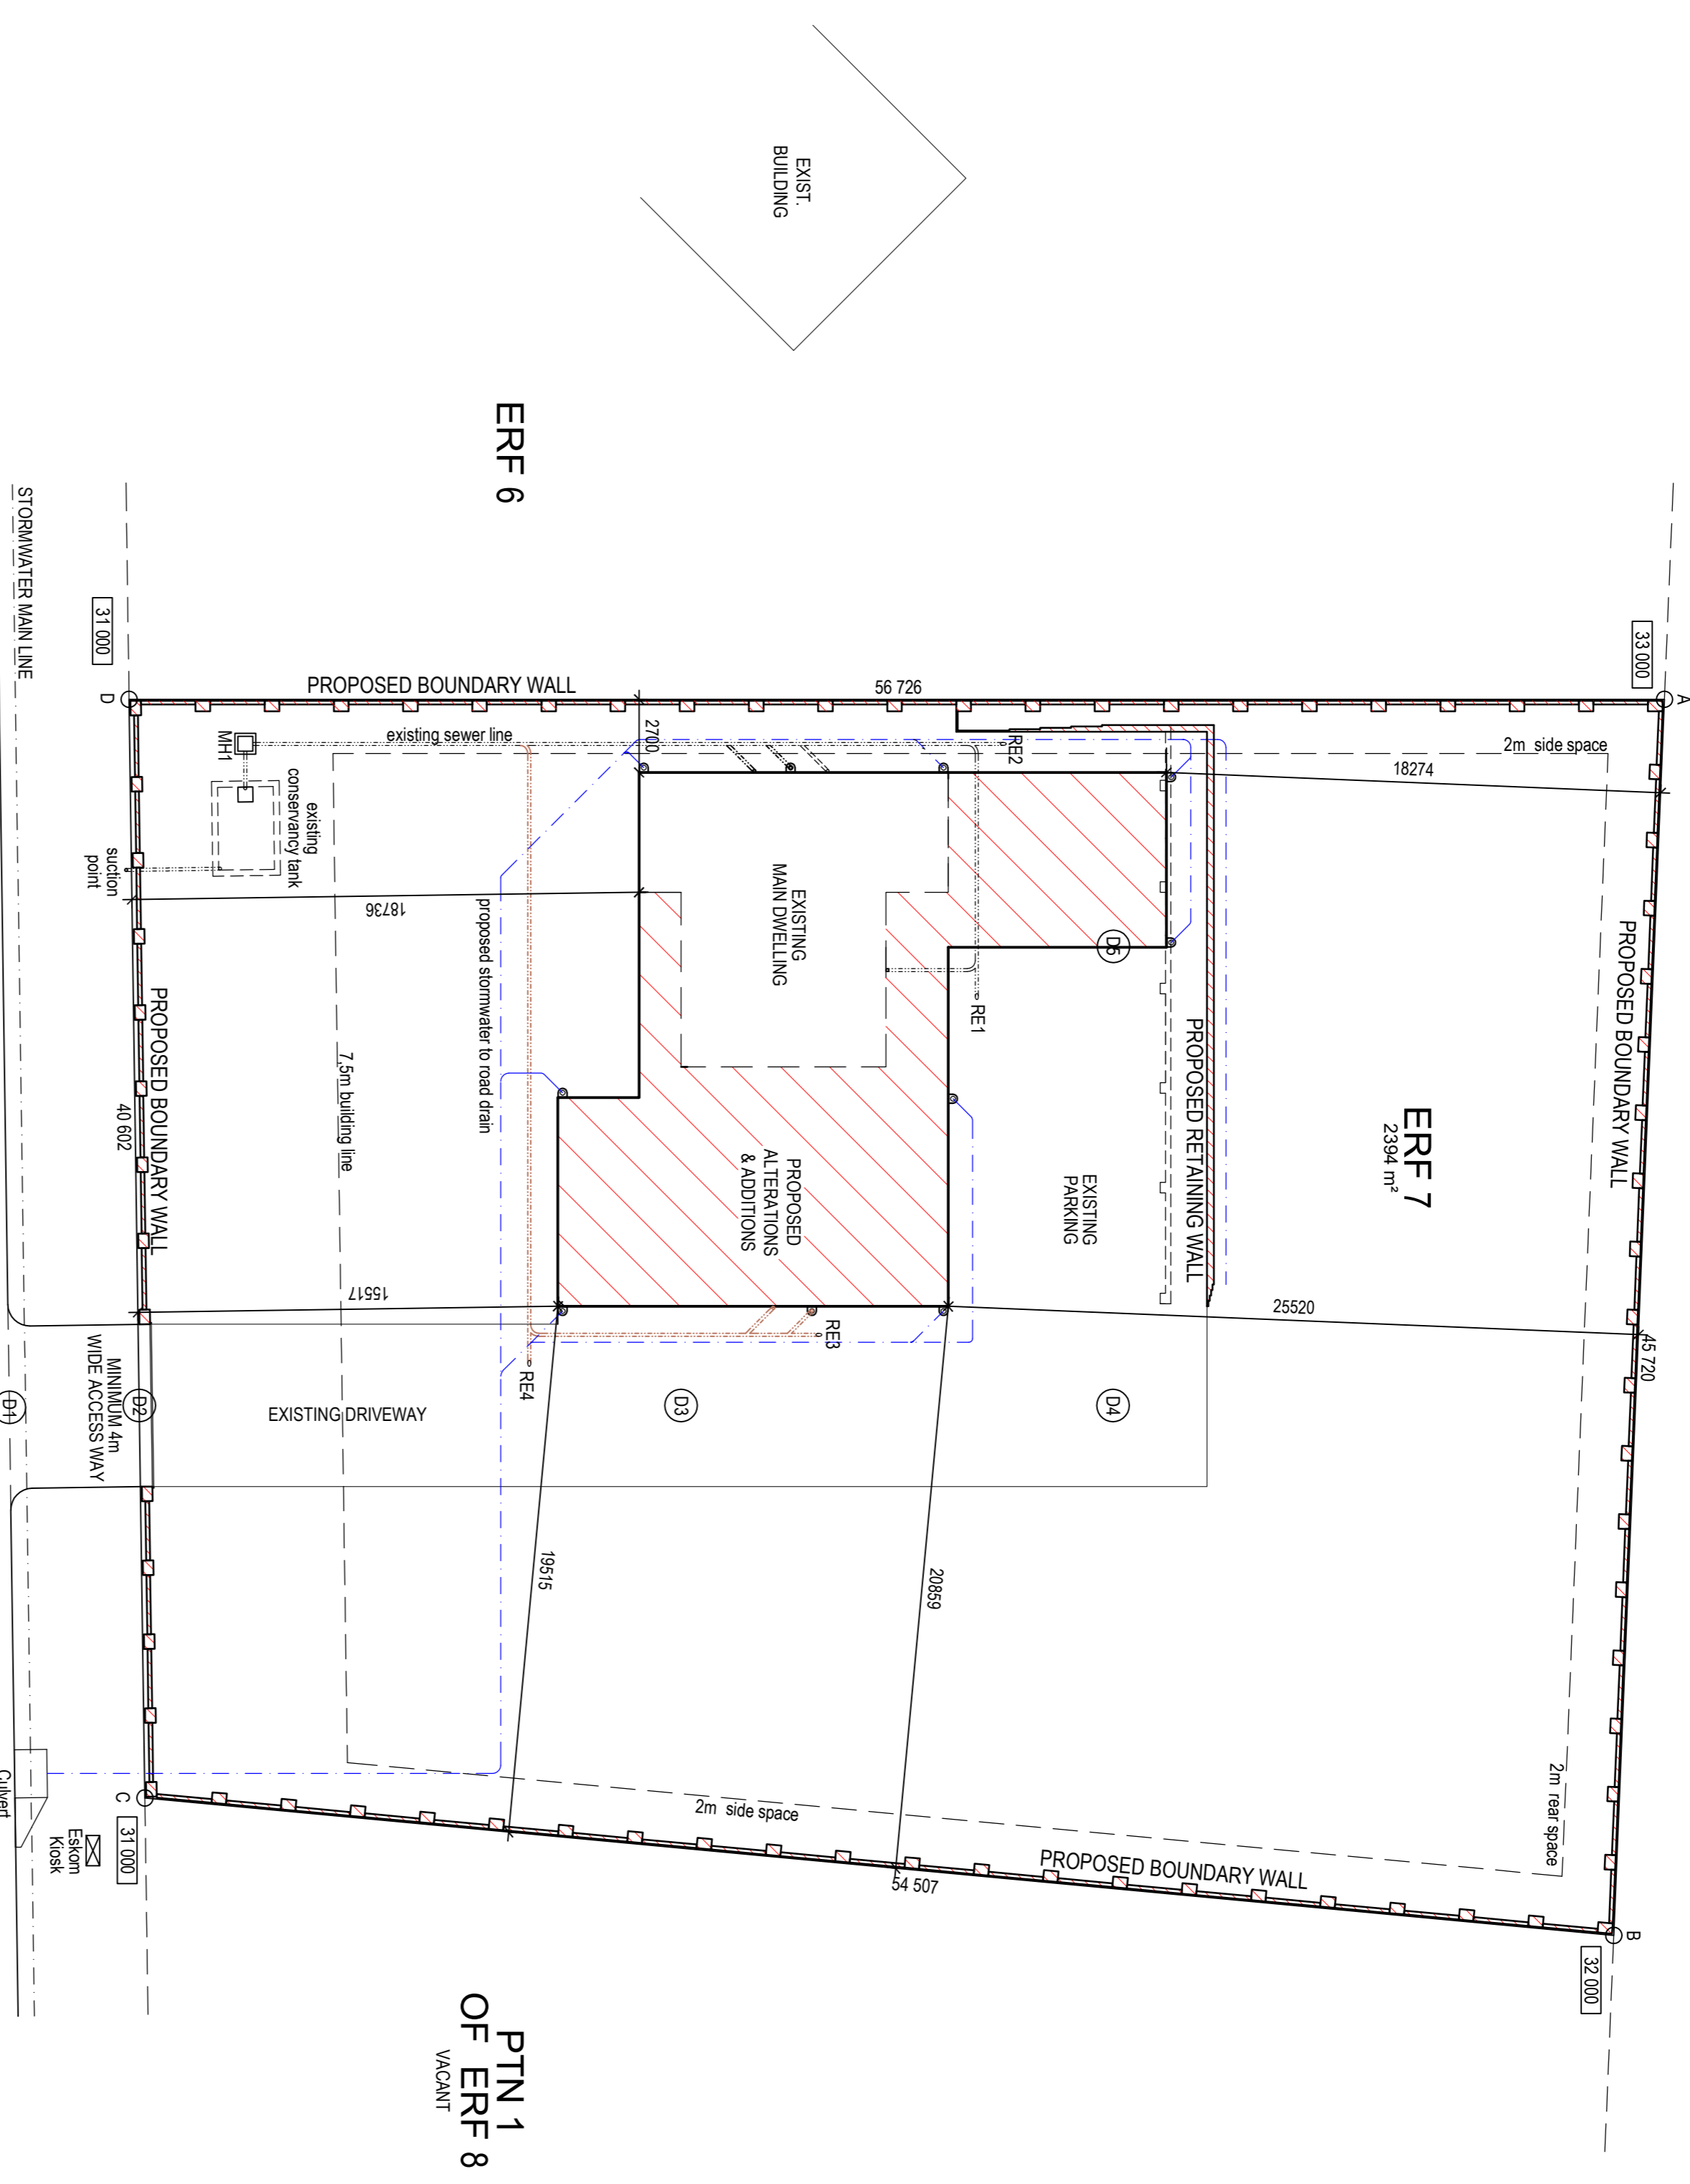 EXIST.
BUILDING
ERF 6
STORMWATER MAIN LINE
31 000
33 000
D
A
PROPOSED BOUNDARY WALL
56 726
2700
existing sewer line
MH1
RE2
2m side space
18274
existing
conservancy tank
suction
point
18736
EXISTING
MAIN DWELLING
D5
proposed stormwater to road drain
RE1
PROPOSED BOUNDARY WALL
PROPOSED BOUNDARY WALL
PROPOSED RETAINING WALL
7,5m building line
40 602
ERF 7
2394 m²
PROPOSED
ALTERATIONS
& ADDITIONS
EXISTING
PARKING
15517
25520
45 720
RE3
RE4
MINIMUM 4m
WIDE ACCESS WAY
D1
D2
D3
D4
EXISTING DRIVEWAY
19515
20859
2m side space
2m rear space
C
31 000
Eskom
Kiosk
Culvert
PROPOSED BOUNDARY WALL
54 507
B
32 000
PTN 1
OF ERF 8
VACANT